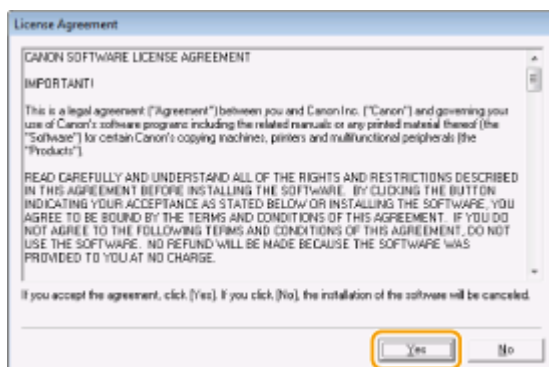 License Agreement
CANON SOFTWARE LICENSE AGREEMENT
IMPORTANT!
This is a legal agreement ("Agreement") between you and Canon Inc. ("Canon") and governing your
use of Canon's software programs including the related manuals or any printed material thereof (the
"Software") for certain Canon's copying machines, printers and multifunctional peripherals (the
"Products").
READ CAREFULLY AND UNDERSTAND ALL OF THE RIGHTS AND RESTRICTIONS DESCRIBED
IN THIS AGREEMENT BEFORE INSTALLING THE SOFTWARE. BY CLICKING THE BUTTON
INDICATING YOUR ACCEPTANCE AS STATED BELOW OR INSTALLING THE SOFTWARE, YOU
AGREE TO BE BOUND BY THE TERMS AND CONDITIONS OF THIS AGREEMENT. IF YOU DO
NOT AGREE TO THE FOLLOWING TERMS AND CONDITIONS OF THIS AGREEMENT, DO NOT
USE THE SOFTWARE. NO REFUND WILL BE MADE BECAUSE THE SOFTWARE WAS
PROVIDED TO YOU AT NO CHARGE.
If you accept the agreement, click [Yes]. If you click [No], the installation of the software will be canceled.
Yes
No